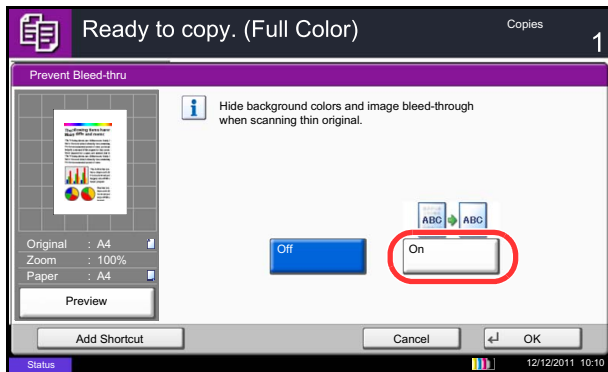 Ready to copy. (Full Color)
Copies
1
Prevent Bleed-thru
Hide background colors and image bleed-through
when scanning thin original.
ABC ABC
Off
On
Original : A4
Zoom : 100%
Paper : A4
Preview
Add Shortcut
Cancel
OK
Status
12/12/2011 10:10